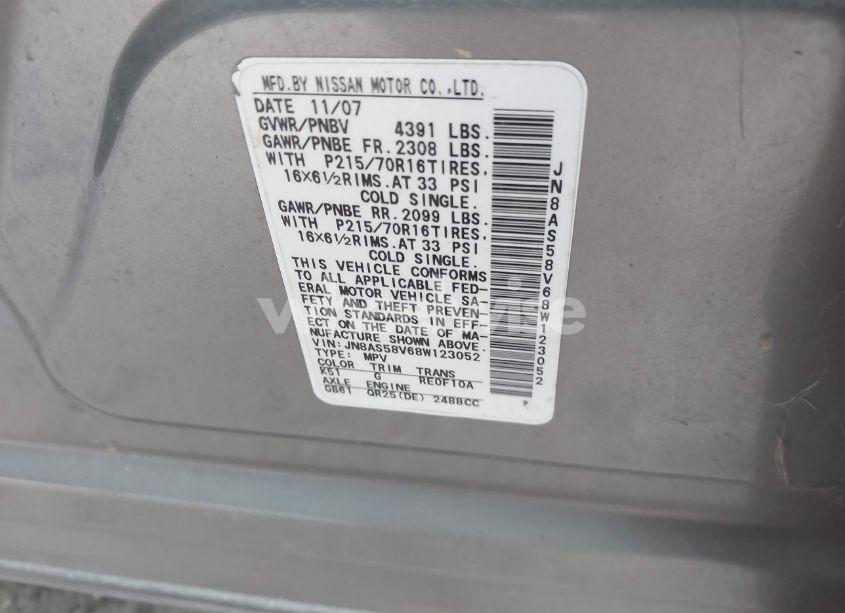 MFD.BY NISSAN MOTOR CO.,LTD.
DATE 11/07
GVWR/PNBV 4391 LBS.
GAWR/PNBE FR. 2308 LBS.
WITH P215/70R16TIRES,
16X6½RIMS.AT 33 PSI
COLD SINGLE.
GAWR/PNBE RR. 2099 LBS.
WITH P215/70R16TIRES,
16X6½RIMS.AT 33 PSI
COLD SINGLE.
THIS VEHICLE CONFORMS
TO ALL APPLICABLE FED-
ERAL MOTOR VEHICLE SA-
FETY AND THEFT PREVEN-
TION STANDARDS IN EFF-
ECT ON THE DATE OF MA-
NUFACTURE SHOWN ABOVE.
VIN: JN8AS58V68W123052
TYPE: MPV
COLOR TRIM TRANS
K51 G RE0F10A
AXLE ENGINE
GB61 QR25(DE) 2488CC
P
JN8AS58V68W123052